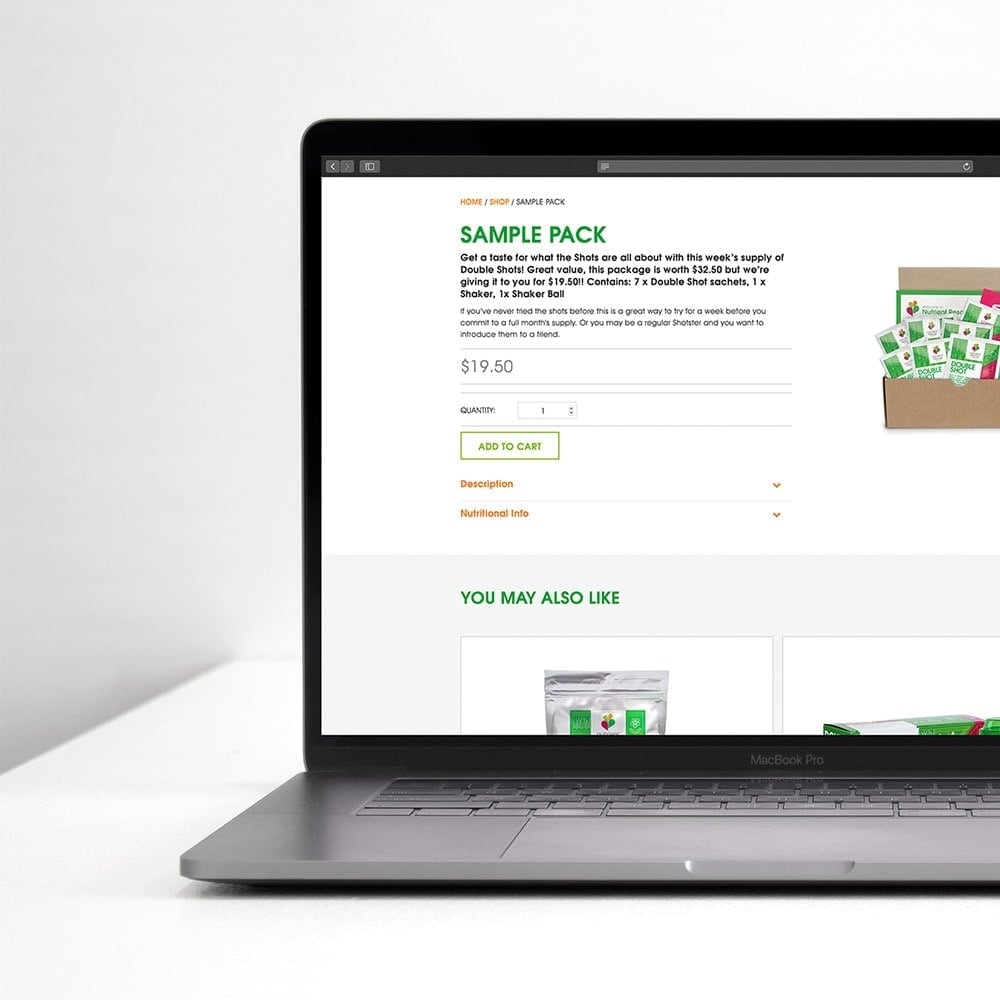 HOME / SHOP / SAMPLE PACK
SAMPLE PACK
Get a taste for what the Shots are all about with this week's supply of
Double Shots! Great value, this package is worth $32.50 but we're
giving it to you for $19.50!! Contains: 7 x Double Shot sachets, 1 x
Shaker, 1x Shaker Ball
If you've never tried the shots before this is a great way to try for a week before you
commit to a full month's supply. Or you may be a regular Shotster and you want to
introduce them to a friend.
$19.50
QUANTITY:
1
ADD TO CART
Description
Nutritional Info
DOUBLE
SHOT
DOUBLE
SHOT
YOU MAY ALSO LIKE
MacBook Pro